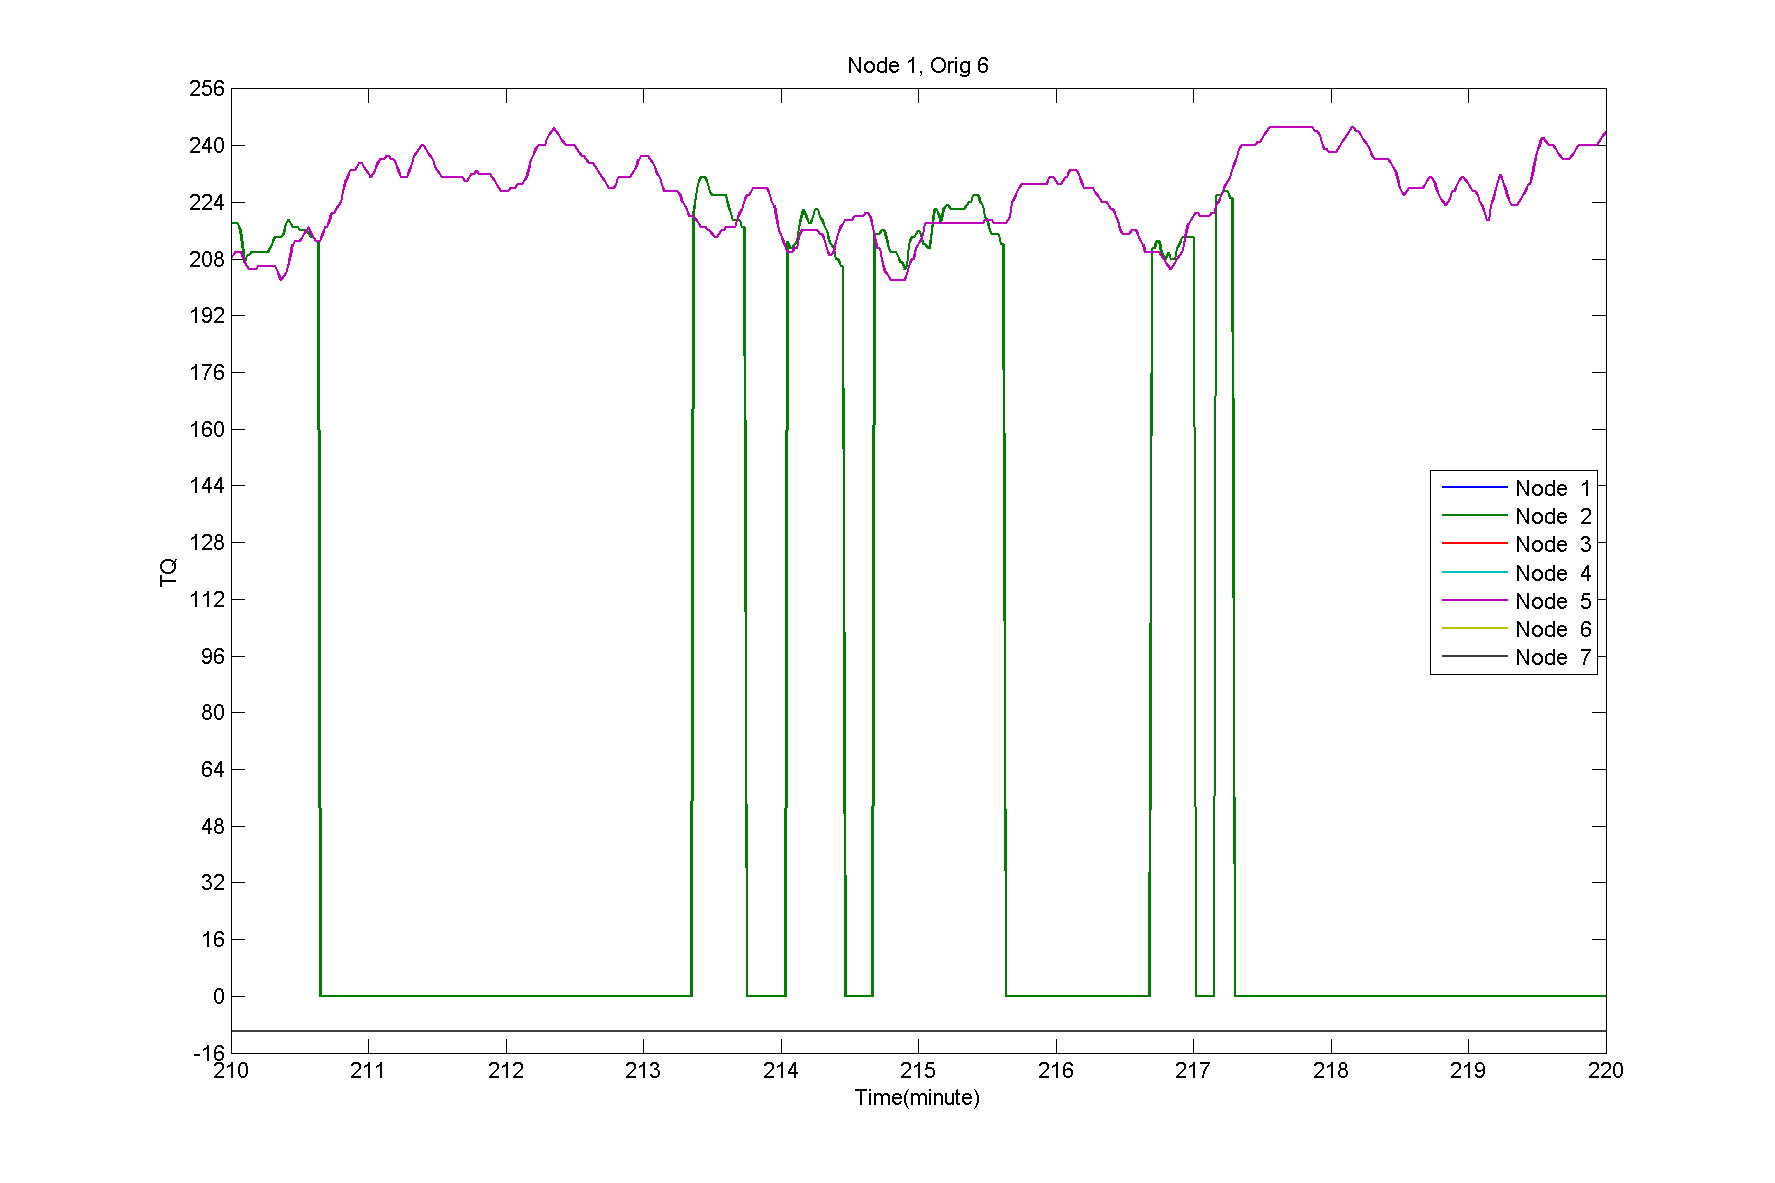 Node 1, Orig 6
256
240
224
208
192
176
160
144
128
112
96
80
64
48
32
16
0
-16
TQ
Node 1
Node 2
Node 3
Node 4
Node 5
Node 6
Node 7
210 211 212 213 214 215 216 217 218 219 220
Time(minute)